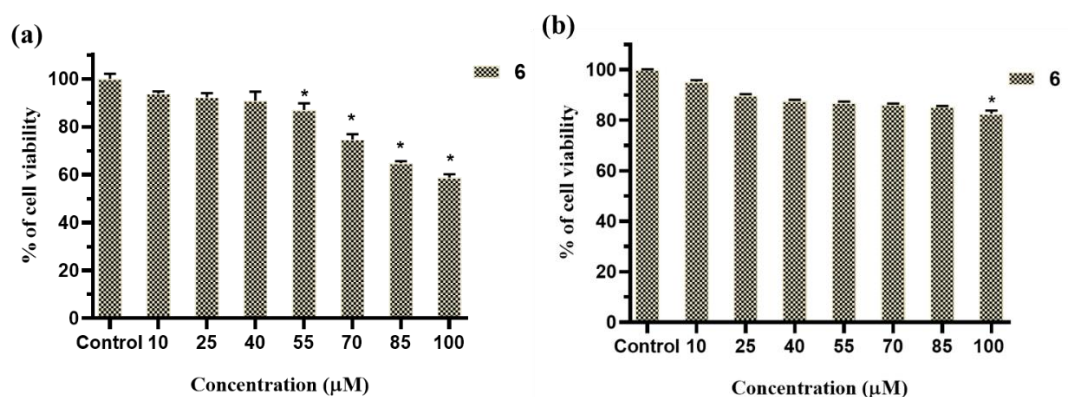 (a)
% of cell viability
100
80
60
40
20
0
* * * *
6
Control 10 25 40 55 70 85 100
Concentration (μM)
(b)
% of cell viability
100
80
60
40
20
0
*
6
Control 10 25 40 55 70 85 100
Concentration (μM)